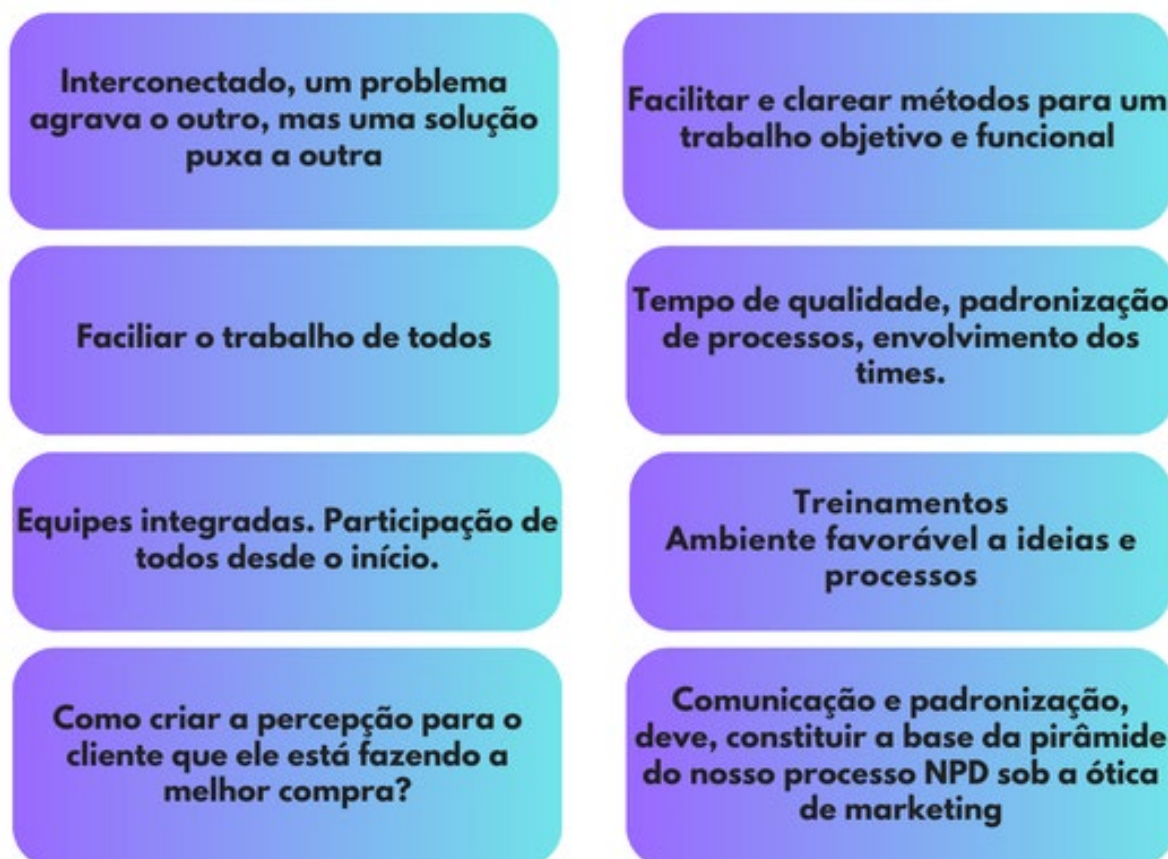 Interconectado, um problema
agrava o outro, mas uma solução
puxa a outra
Facilitar e clarear métodos para um
trabalho objetivo e funcional
Faciliar o trabalho de todos
Tempo de qualidade, padronização
de processos, envolvimento dos
times.
Equipes integradas. Participação de
todos desde o início.
Treinamentos
Ambiente favorável a ideias e
processos
Como criar a percepção para o
cliente que ele está fazendo a
melhor compra?
Comunicação e padronização,
deve, constituir a base da pirâmide
do nosso processo NPD sob a ótica
de marketing